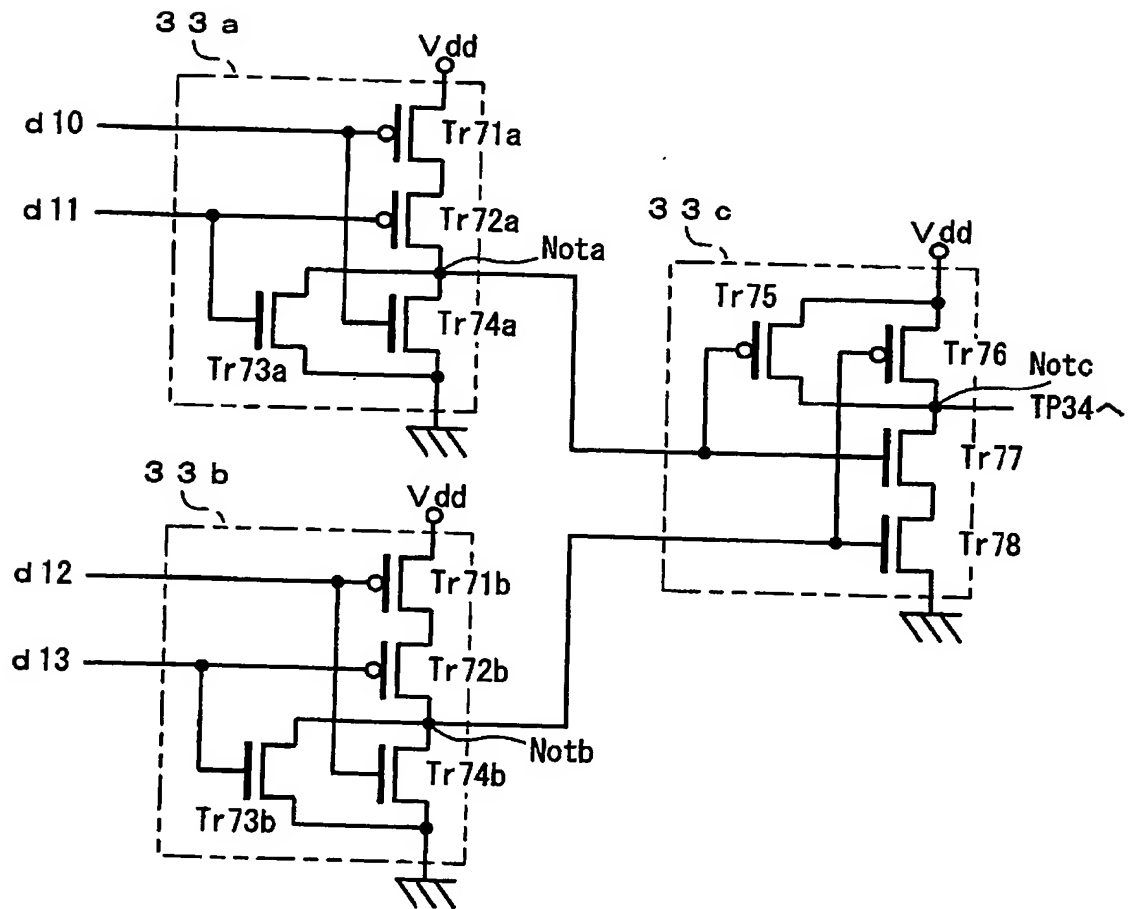 33a
Vdd
d10
Tr71a
d11
Tr72a
Nota
Tr74a
Tr73a
33c
Vdd
Tr75
Tr76
Notc
TP34へ
Tr77
Tr78
33b
Vdd
d12
Tr71b
d13
Tr72b
Notb
Tr74b
Tr73b